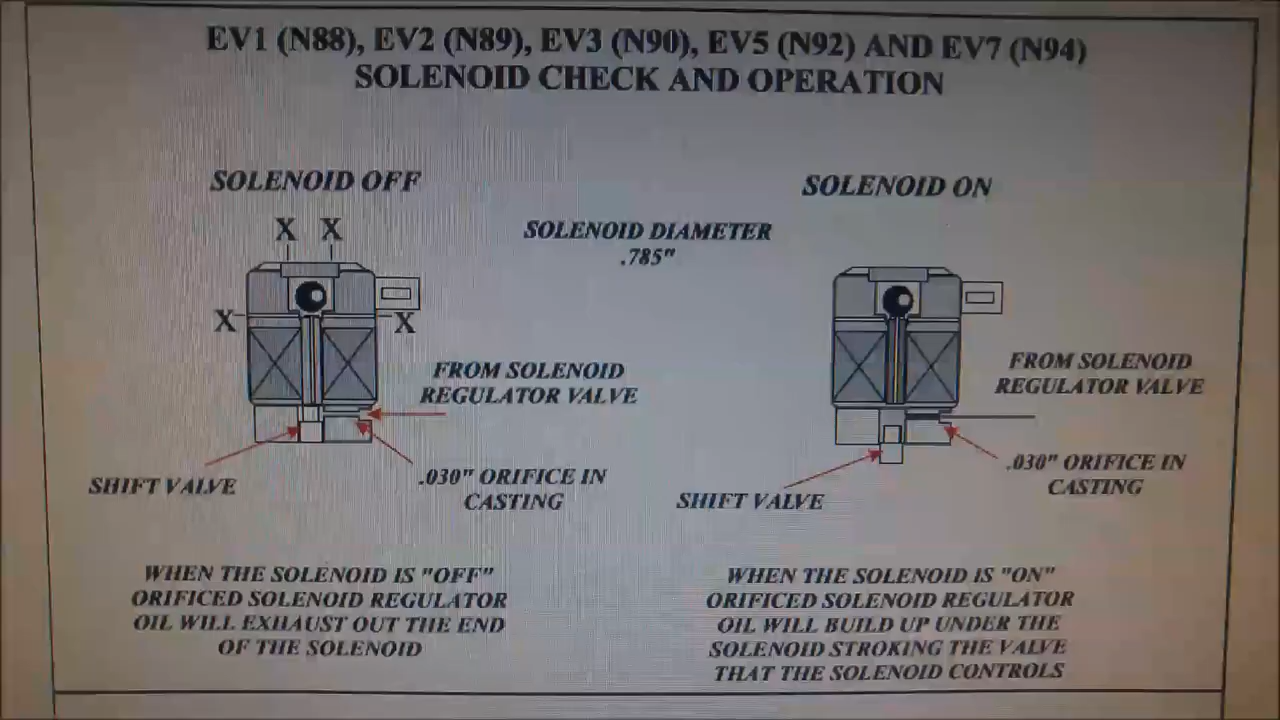 EV1 (N88), EV2 (N89), EV3 (N90), EV5 (N92) AND EV7 (N94)
SOLENOID CHECK AND OPERATION
SOLENOID OFF
SOLENOID ON
X X
SOLENOID DIAMETER
.785"
X X
FROM SOLENOID
REGULATOR VALVE
SHIFT VALVE
.030" ORIFICE IN
CASTING
FROM SOLENOID
REGULATOR VALVE
SHIFT VALVE
.030" ORIFICE IN
CASTING
WHEN THE SOLENOID IS "OFF"
ORIFICED SOLENOID REGULATOR
OIL WILL EXHAUST OUT THE END
OF THE SOLENOID
WHEN THE SOLENOID IS "ON"
ORIFICED SOLENOID REGULATOR
OIL WILL BUILD UP UNDER THE
SOLENOID STROKING THE VALVE
THAT THE SOLENOID CONTROLS